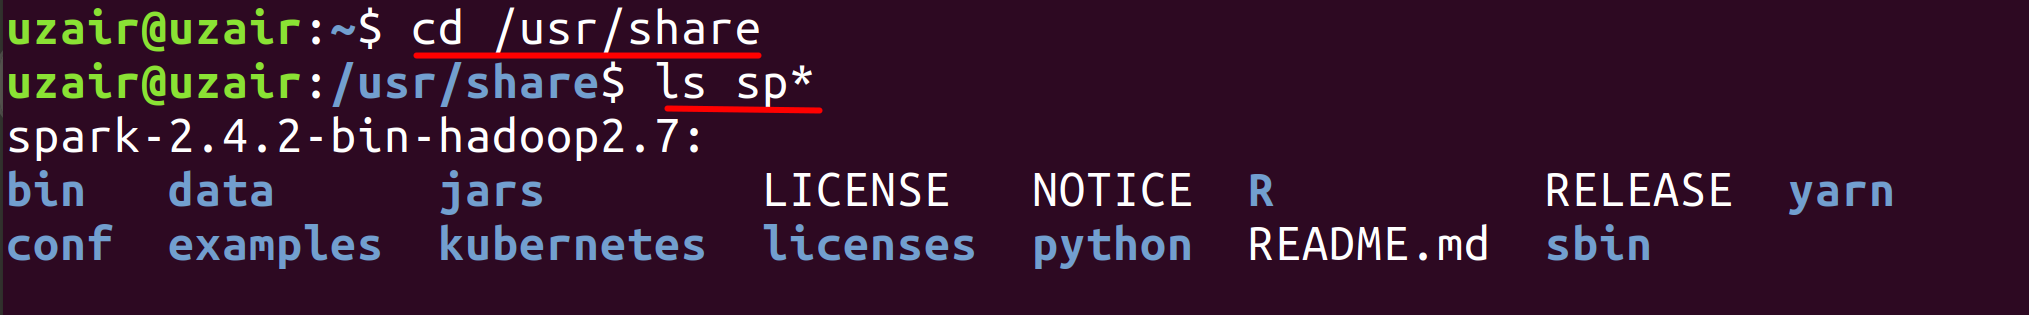 uzair@uzair:~$ cd /usr/share
uzair@uzair:/usr/share$ ls sp*
spark-2.4.2-bin-hadoop2.7:
bin data jars LICENSE NOTICE R RELEASE yarn
conf examples kubernetes licenses python README.md sbin